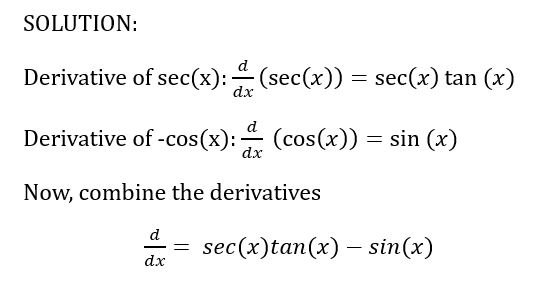 SOLUTION:
Derivative of sec(x): d/dx (sec(x)) = sec(x) tan (x)
Derivative of -cos(x): d/dx (cos(x)) = sin (x)
Now, combine the derivatives
d/dx = sec(x)tan(x) − sin(x)